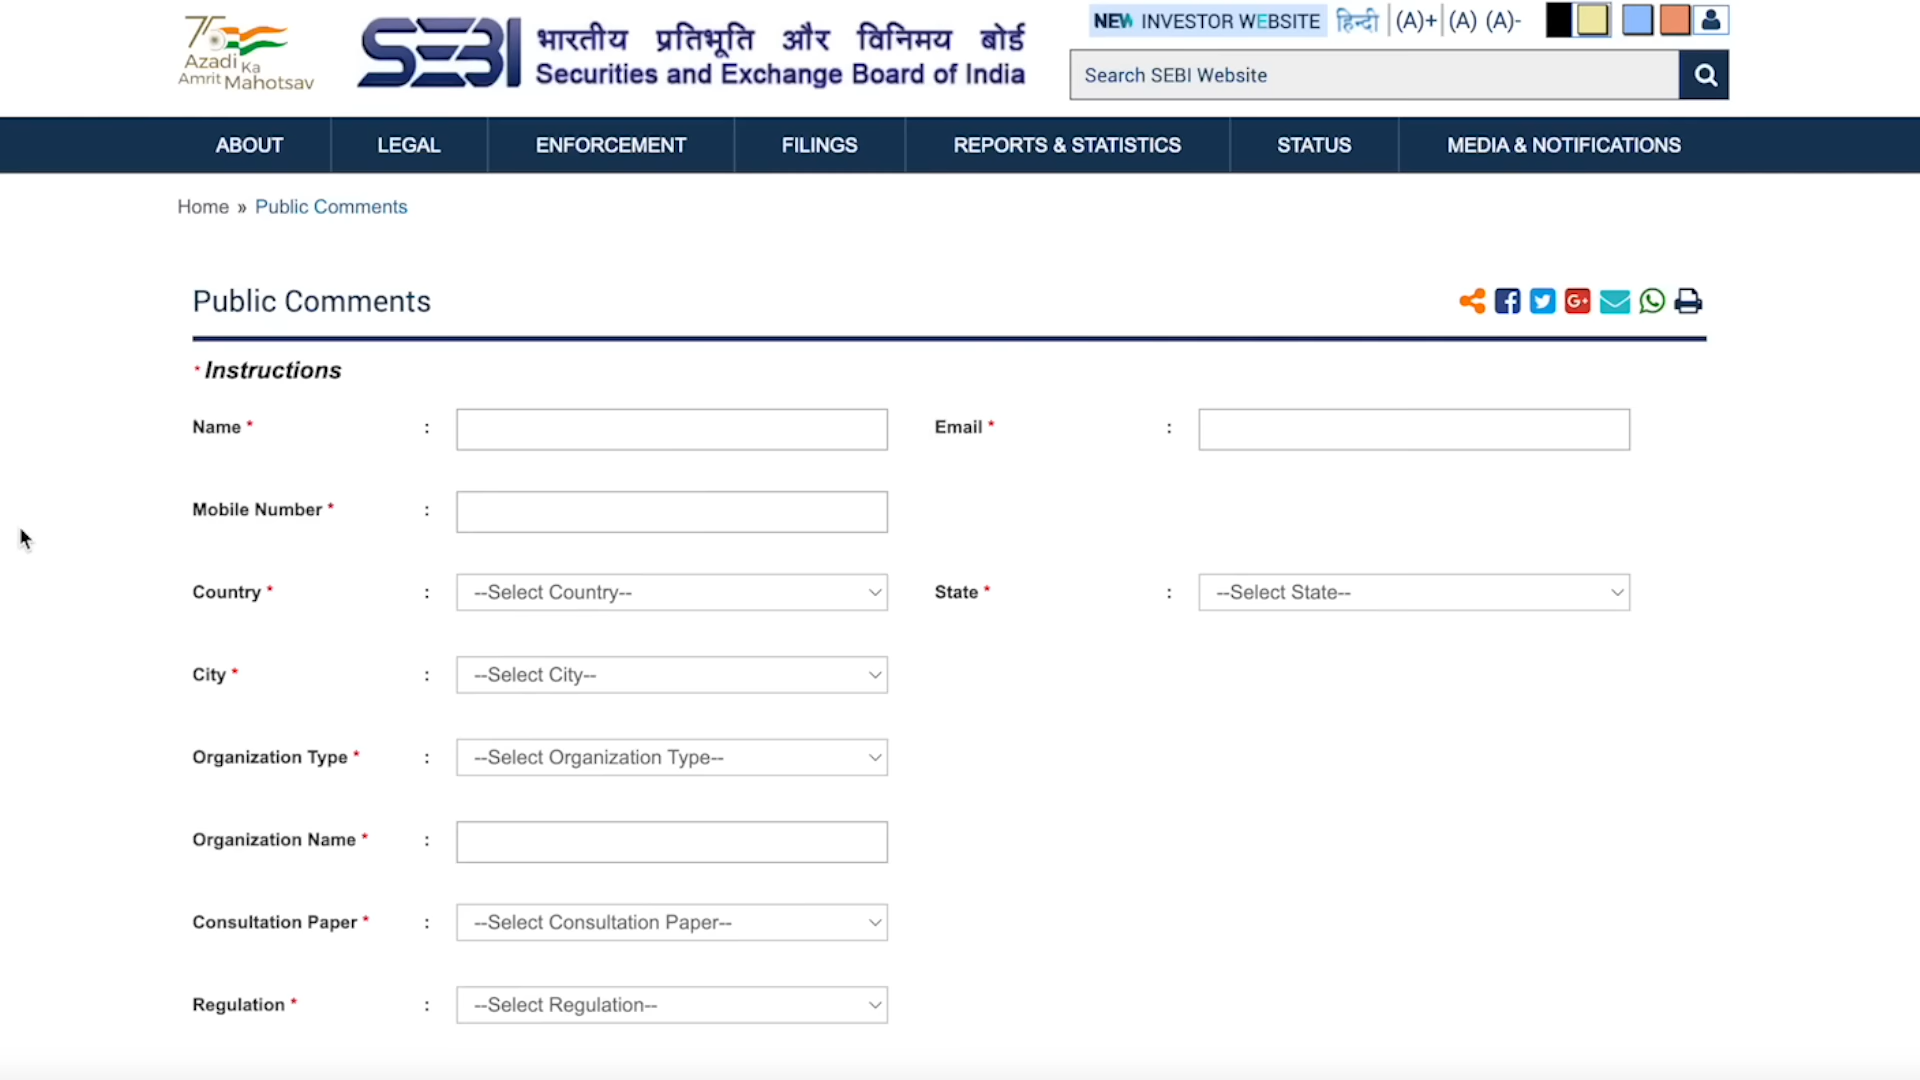 75
Azadi Ka
Amrit Mahotsav
SEBI
भारतीय प्रतिभूति और विनिमय बोर्ड
Securities and Exchange Board of India
NEW INVESTOR WEBSITE हिन्दी (A)+ (A) (A)-
Search SEBI Website
ABOUT LEGAL ENFORCEMENT FILINGS REPORTS & STATISTICS STATUS MEDIA & NOTIFICATIONS
Home » Public Comments
Public Comments
* Instructions
Name * : Email * :
Mobile Number * :
Country * : --Select Country-- State * : --Select State--
City * : --Select City--
Organization Type * : --Select Organization Type--
Organization Name * :
Consultation Paper * : --Select Consultation Paper--
Regulation * : --Select Regulation--